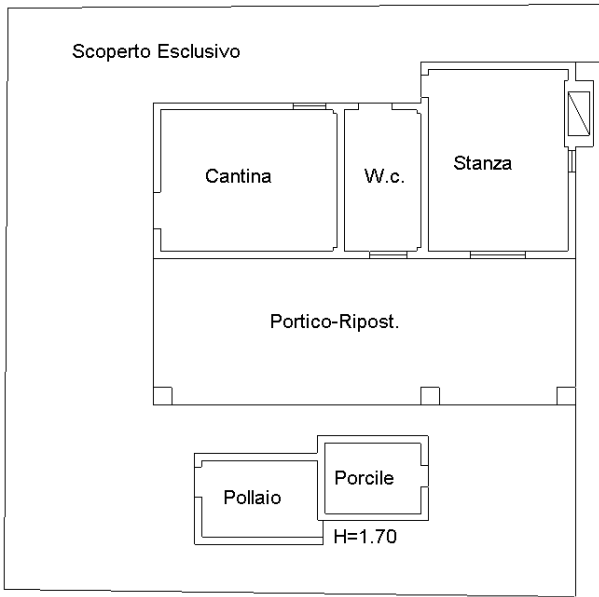 Scoperto Esclusivo
Cantina
W.c.
Stanza
Portico-Ripost.
Pollaio
Porcile
H=1.70